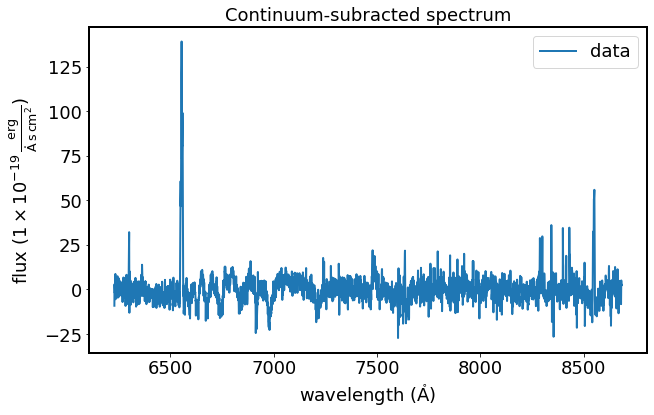 Continuum-subracted spectrum
data
flux (1 × 10⁻¹⁹ erg / Å s cm²)
125
100
75
50
25
0
−25
6500 7000 7500 8000 8500
wavelength (Å)